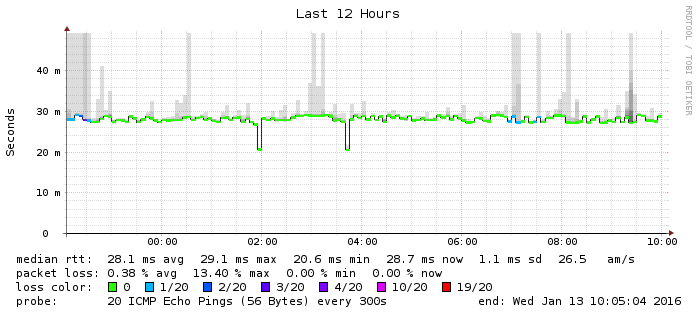 Last 12 Hours
RRDTOOL / TOBI OETIKER
Seconds
40 m
30 m
20 m
10 m
0
00:00 02:00 04:00 06:00 08:00 10:00
median rtt: 28.1 ms avg 29.1 ms max 20.6 ms min 28.7 ms now 1.1 ms sd 26.5 am/s
packet loss: 0.38 % avg 13.40 % max 0.00 % min 0.00 % now
loss color: 0 1/20 2/20 3/20 4/20 10/20 19/20
probe: 20 ICMP Echo Pings (56 Bytes) every 300s end: Wed Jan 13 10:05:04 2016